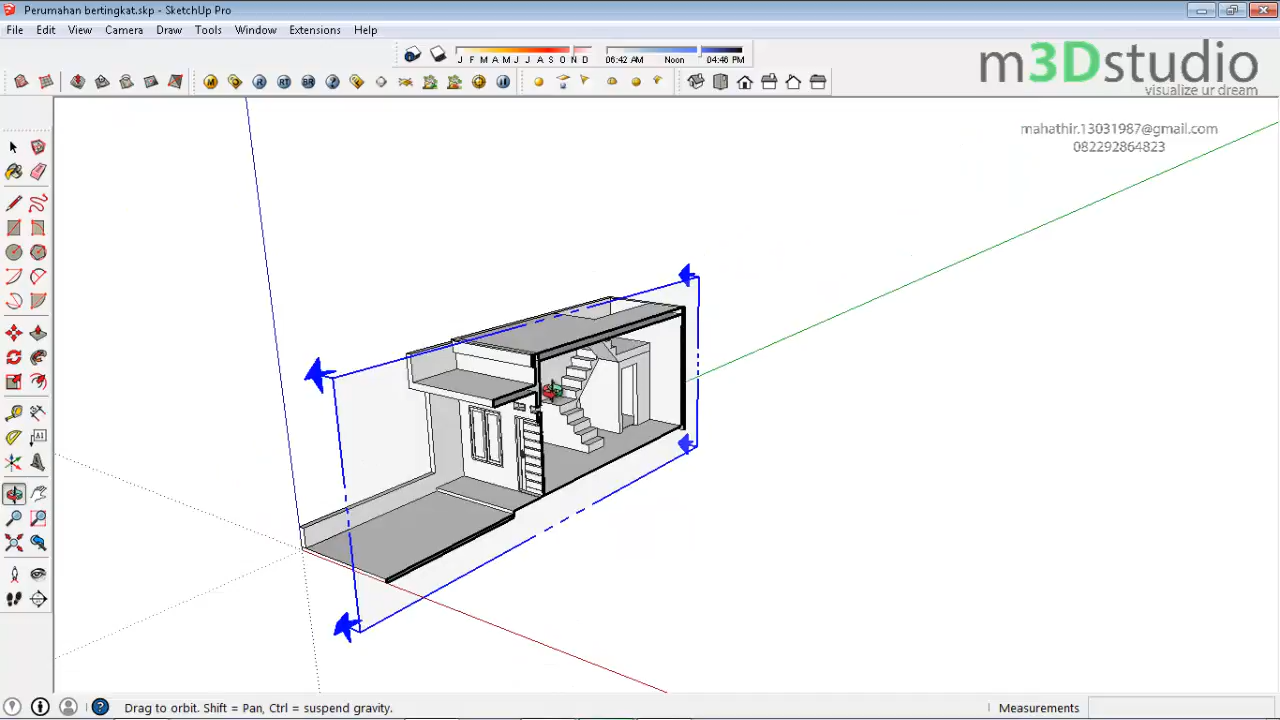 Perumahan bertingkat.skp - SketchUp Pro
File Edit View Camera Draw Tools Window Extensions Help
J F M A M J J A S O N D 06:42 AM Noon 04:46 PM
m3Dstudio
visualize ur dream
mahathir.13031987@gmail.com
082292864823
Drag to orbit. Shift = Pan, Ctrl = suspend gravity. Measurements